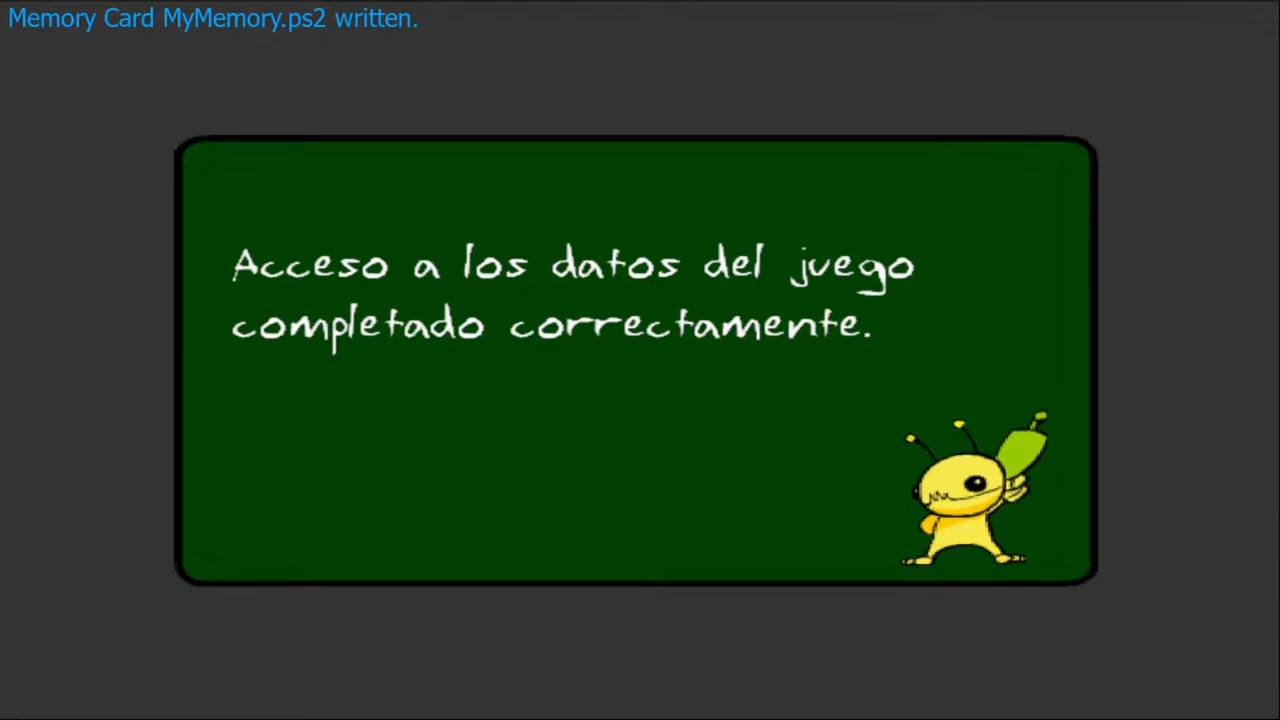 Memory Card MyMemory.ps2 written.
Acceso a los datos del juego
completado correctamente.